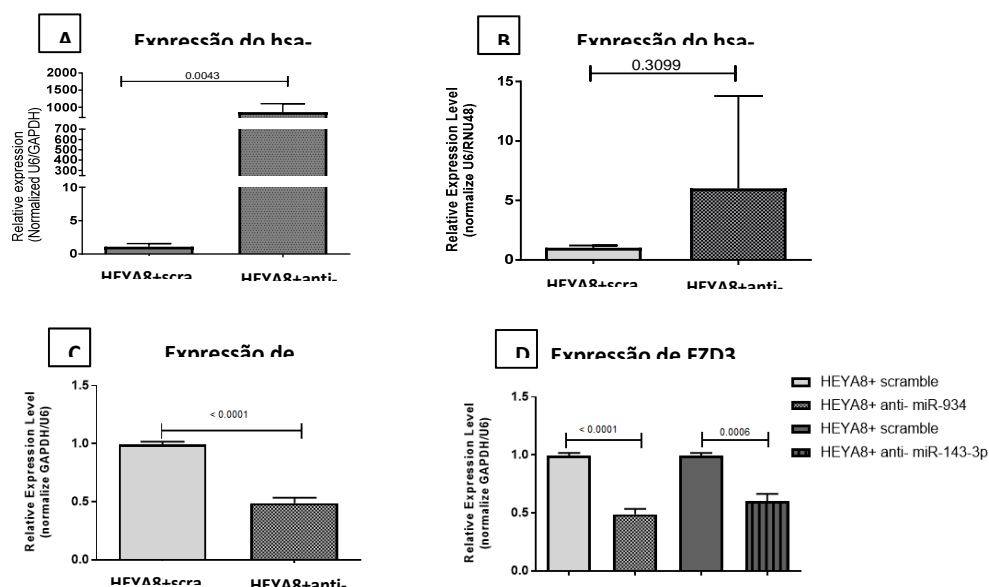 A
Expressão do hsa-
0.0043
2000
1500
1000
700
600
500
400
300
10
5
0
Relative expression
(Normalized U6/GAPDH)
HEYA8+scra
HEYA8+anti-
B
Expressão do hsa-
0.3099
15
10
5
0
Relative Expression Level
(normalize U6/RNU48)
HEYA8+scra
HEYA8+anti-
C
Expressão de
< 0.0001
1.5
1.0
0.5
0.0
Relative Expression Level
(normalize GAPDH/U6)
HEYA8+scra
HEYA8+anti-
D
Expressão de FZD3
< 0.0001
0.0006
1.5
1.0
0.5
0.0
Relative Expression Level
(normalize GAPDH/U6)
HEYA8+ scramble
HEYA8+ anti- miR-934
HEYA8+ scramble
HEYA8+ anti- miR-143-3p